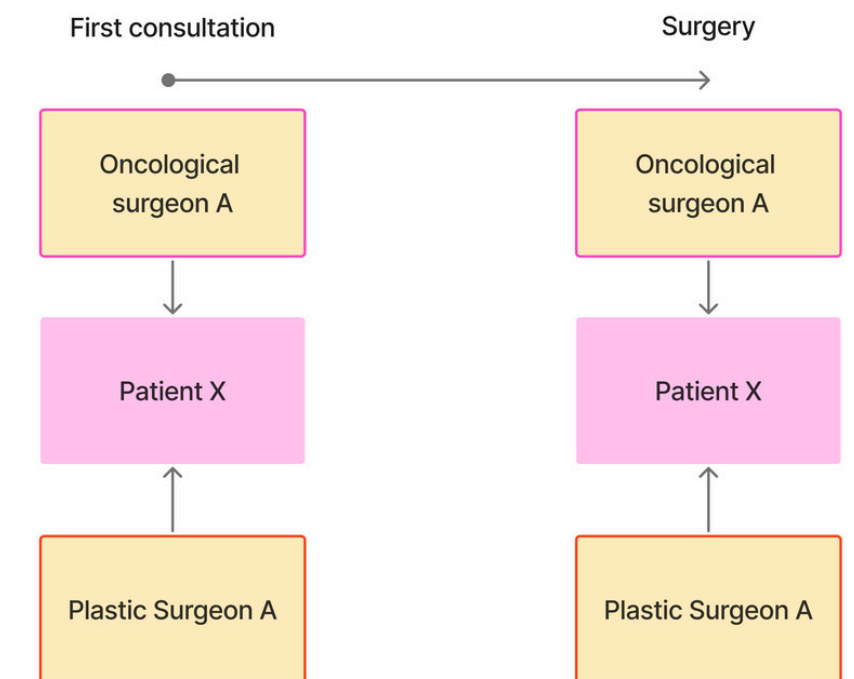 First consultation
Surgery
Oncological
surgeon A
Oncological
surgeon A
Patient X
Patient X
Plastic Surgeon A
Plastic Surgeon A